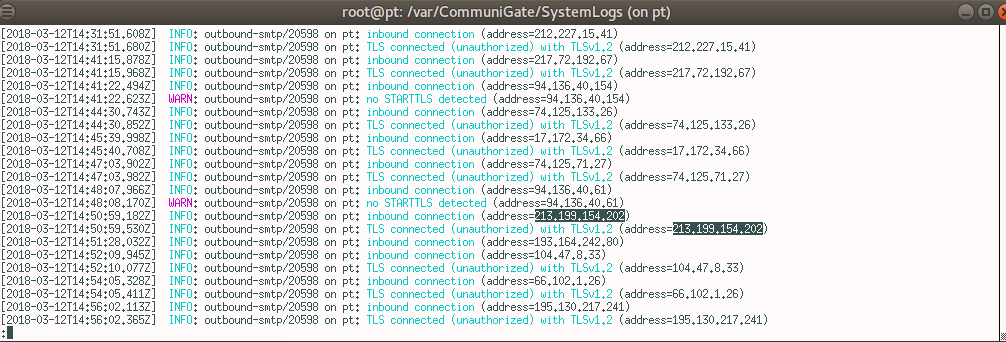 root@pt: /var/CommuniGate/SystemLogs (on pt)
[2018-03-12T14:31:51.608Z]  INFO: outbound-smtp/20598 on pt: inbound connection (address=212.227.15.41)
[2018-03-12T14:31:51.680Z]  INFO: outbound-smtp/20598 on pt: TLS connected (unauthorized) with TLSv1.2 (address=212.227.15.41)
[2018-03-12T14:41:15.878Z]  INFO: outbound-smtp/20598 on pt: inbound connection (address=217.72.192.67)
[2018-03-12T14:41:15.968Z]  INFO: outbound-smtp/20598 on pt: TLS connected (unauthorized) with TLSv1.2 (address=217.72.192.67)
[2018-03-12T14:41:22.494Z]  INFO: outbound-smtp/20598 on pt: inbound connection (address=94.136.40.154)
[2018-03-12T14:41:22.623Z]  WARN: outbound-smtp/20598 on pt: no STARTTLS detected (address=94.136.40.154)
[2018-03-12T14:44:30.743Z]  INFO: outbound-smtp/20598 on pt: inbound connection (address=74.125.133.26)
[2018-03-12T14:44:30.852Z]  INFO: outbound-smtp/20598 on pt: TLS connected (unauthorized) with TLSv1.2 (address=74.125.133.26)
[2018-03-12T14:45:39.998Z]  INFO: outbound-smtp/20598 on pt: inbound connection (address=17.172.34.66)
[2018-03-12T14:45:40.708Z]  INFO: outbound-smtp/20598 on pt: TLS connected (unauthorized) with TLSv1.2 (address=17.172.34.66)
[2018-03-12T14:47:03.902Z]  INFO: outbound-smtp/20598 on pt: inbound connection (address=74.125.71.27)
[2018-03-12T14:47:03.982Z]  INFO: outbound-smtp/20598 on pt: TLS connected (unauthorized) with TLSv1.2 (address=74.125.71.27)
[2018-03-12T14:48:07.966Z]  INFO: outbound-smtp/20598 on pt: inbound connection (address=94.136.40.61)
[2018-03-12T14:48:08.170Z]  WARN: outbound-smtp/20598 on pt: no STARTTLS detected (address=94.136.40.61)
[2018-03-12T14:50:59.182Z]  INFO: outbound-smtp/20598 on pt: inbound connection (address=213.199.154.202)
[2018-03-12T14:50:59.530Z]  INFO: outbound-smtp/20598 on pt: TLS connected (unauthorized) with TLSv1.2 (address=213.199.154.202)
[2018-03-12T14:51:28.032Z]  INFO: outbound-smtp/20598 on pt: inbound connection (address=193.164.242.80)
[2018-03-12T14:52:09.945Z]  INFO: outbound-smtp/20598 on pt: inbound connection (address=104.47.8.33)
[2018-03-12T14:52:10.077Z]  INFO: outbound-smtp/20598 on pt: TLS connected (unauthorized) with TLSv1.2 (address=104.47.8.33)
[2018-03-12T14:54:05.328Z]  INFO: outbound-smtp/20598 on pt: inbound connection (address=66.102.1.26)
[2018-03-12T14:54:05.411Z]  INFO: outbound-smtp/20598 on pt: TLS connected (unauthorized) with TLSv1.2 (address=66.102.1.26)
[2018-03-12T14:56:02.113Z]  INFO: outbound-smtp/20598 on pt: inbound connection (address=195.130.217.241)
[2018-03-12T14:56:02.365Z]  INFO: outbound-smtp/20598 on pt: TLS connected (unauthorized) with TLSv1.2 (address=195.130.217.241)
: